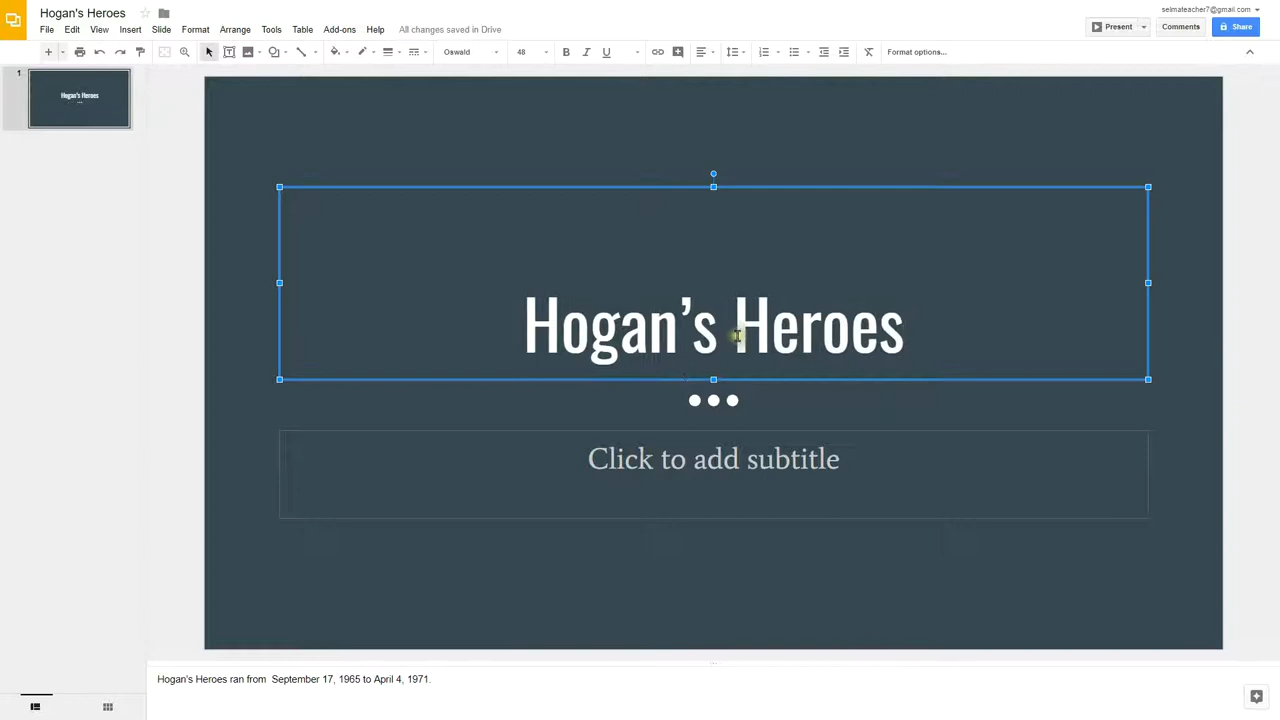 Hogan's Heroes
selmateacher7@gmail.com
File Edit View Insert Slide Format Arrange Tools Table Add-ons Help All changes saved in Drive
Present Comments Share
Oswald 48 B I U Format options...
1
Hogan's Heroes
Hogan’s Heroes
Click to add subtitle
Hogan's Heroes ran from  September 17, 1965 to April 4, 1971.